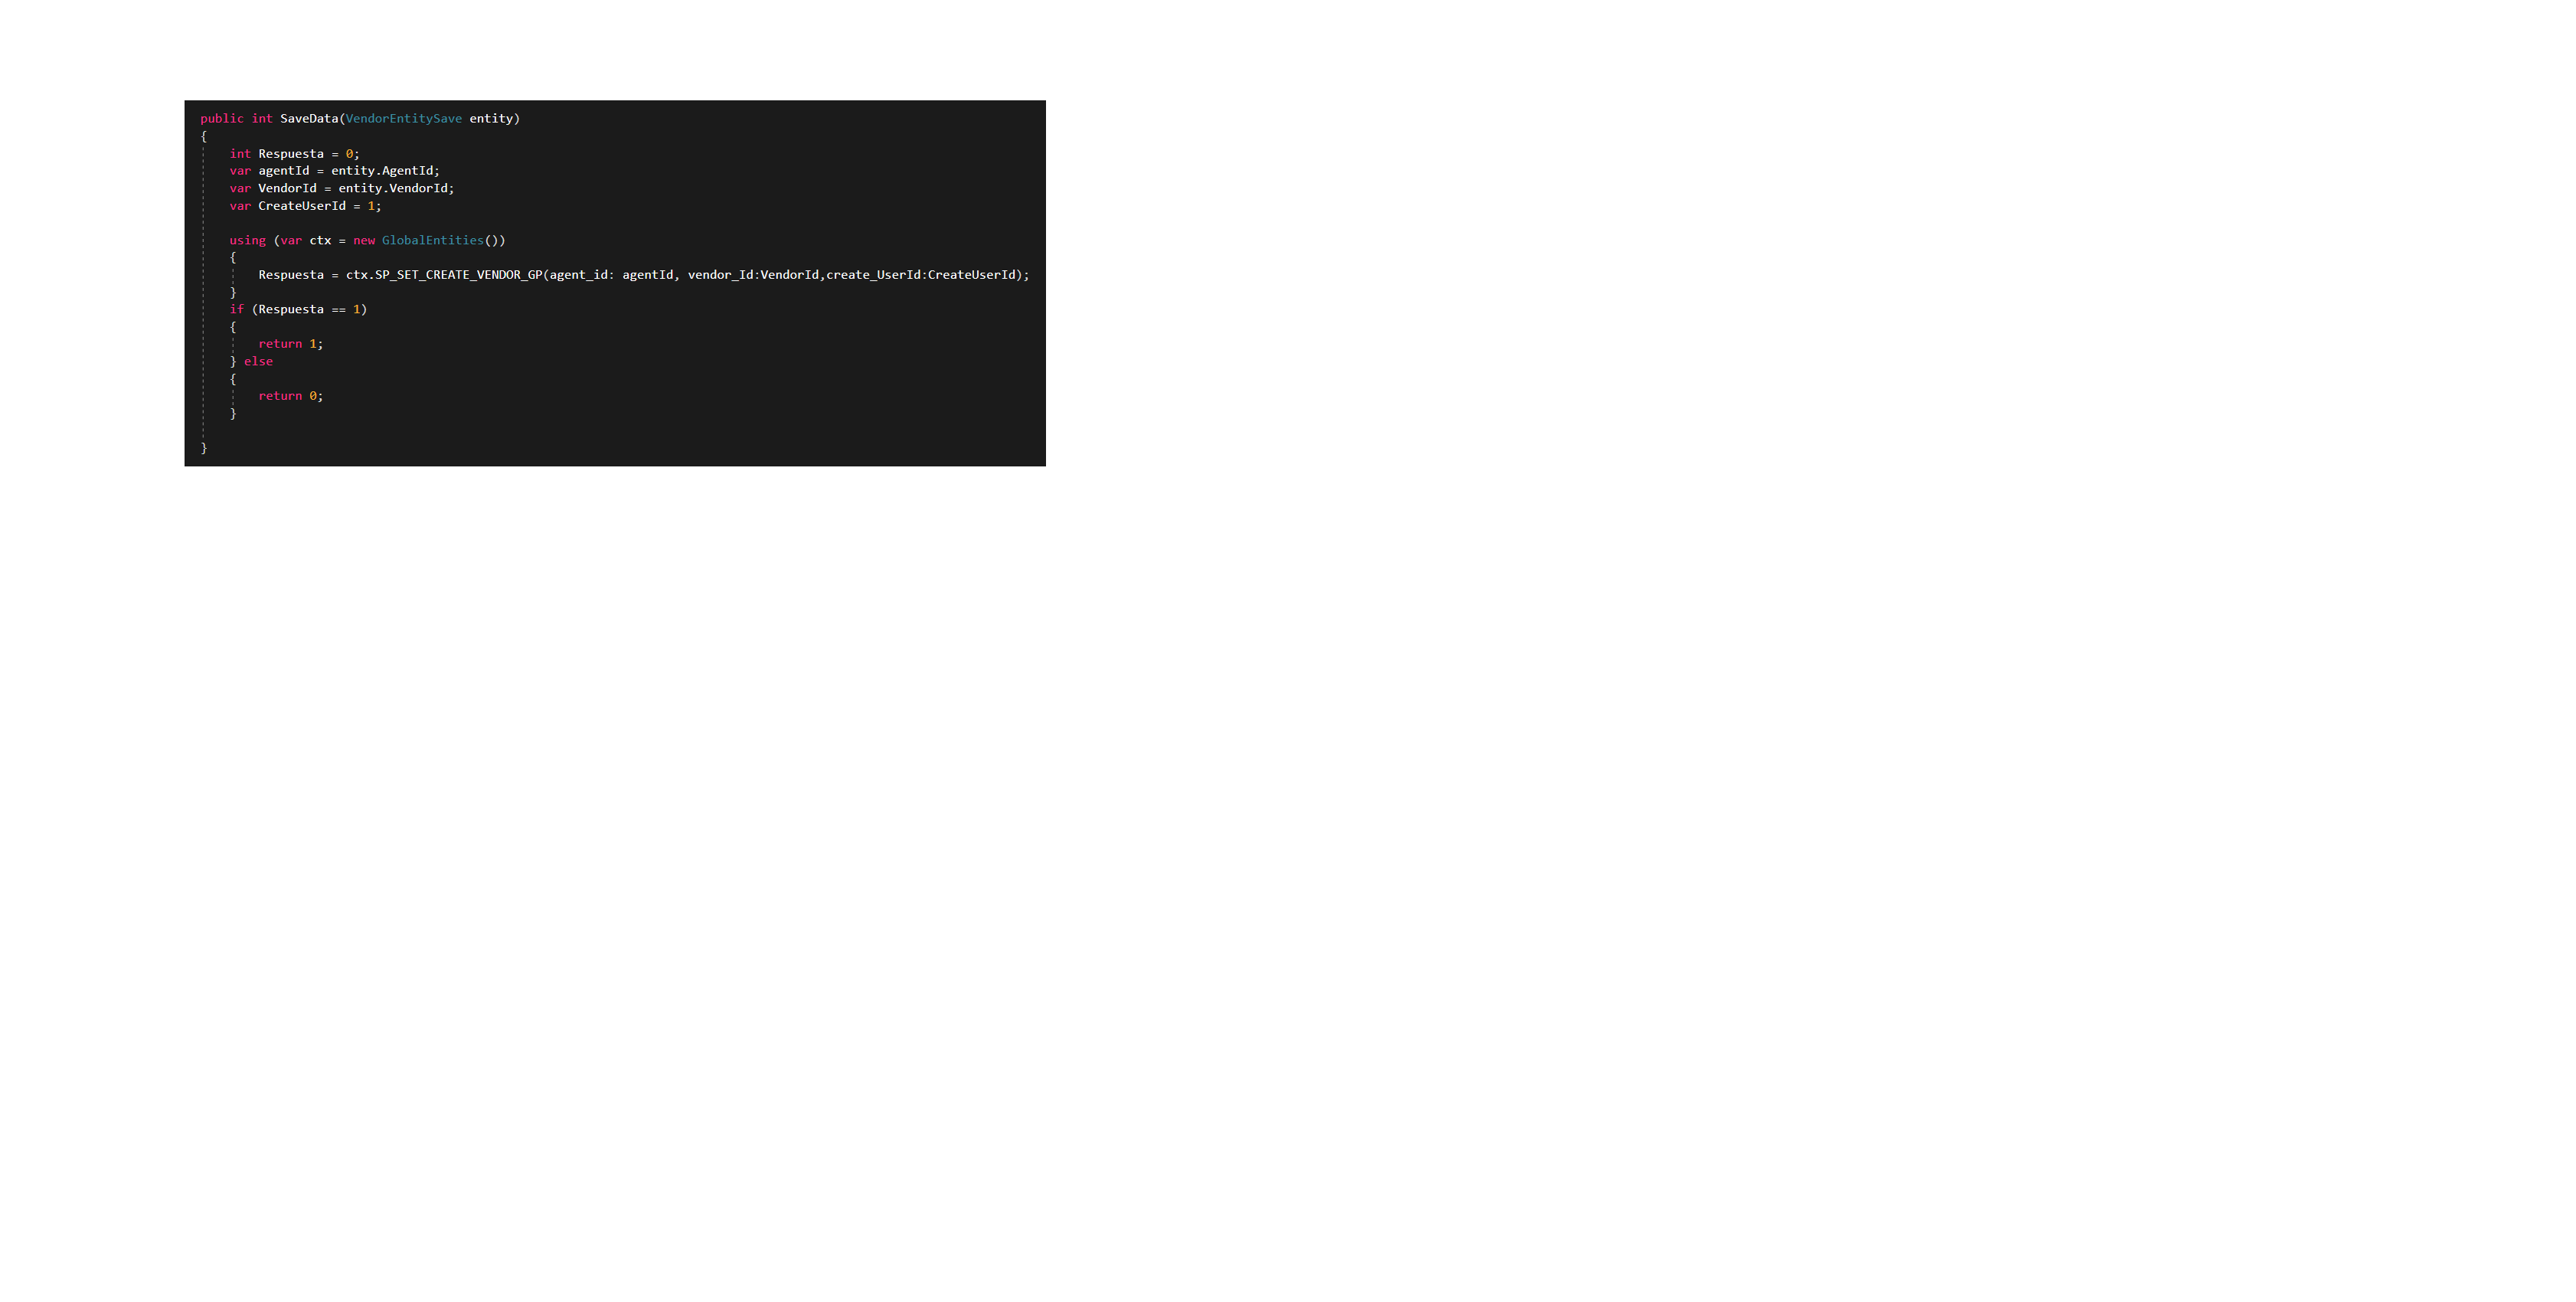 public int SaveData(VendorEntitySave entity)
{
int Respuesta = 0;
var agentId = entity.AgentId;
var VendorId = entity.VendorId;
var CreateUserId = 1;
using (var ctx = new GlobalEntities())
{
Respuesta = ctx.SP_SET_CREATE_VENDOR_GP(agent_id: agentId, vendor_Id:VendorId,create_UserId:CreateUserId);
}
if (Respuesta == 1)
{
return 1;
} else
{
return 0;
}
}